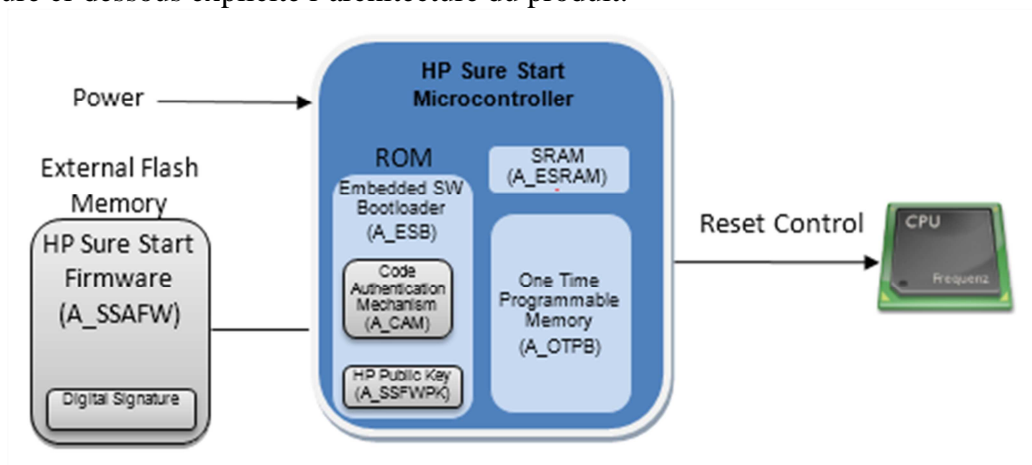 HP Sure Start
Microcontroller
Power
ROM
SRAM
(A_ESRAM)
External Flash
Memory
Embedded SW
Bootloader
(A_ESB)
HP Sure Start
Firmware
(A_SSAFW)
Code
Authentication
Mechanism
(A_CAM)
One Time
Programmable
Memory
(A_OTPB)
Reset Control
CPU
Frequenz
HP Public Key
(A_SSFWPK)
Digital Signature